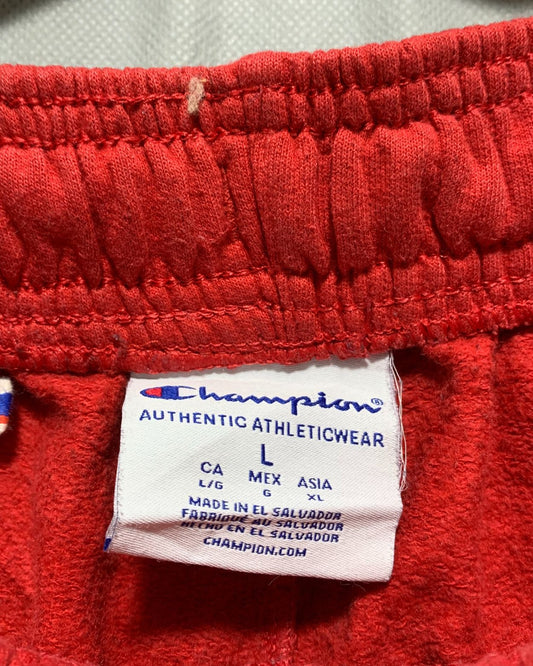 Champion®
AUTHENTIC ATHLETICWEAR
L
CA MEX ASIA
L/G G XL
MADE IN EL SALVADOR
FABRIQUÉ AU SALVADOR
HECHO EN EL SALVADOR
CHAMPION.COM